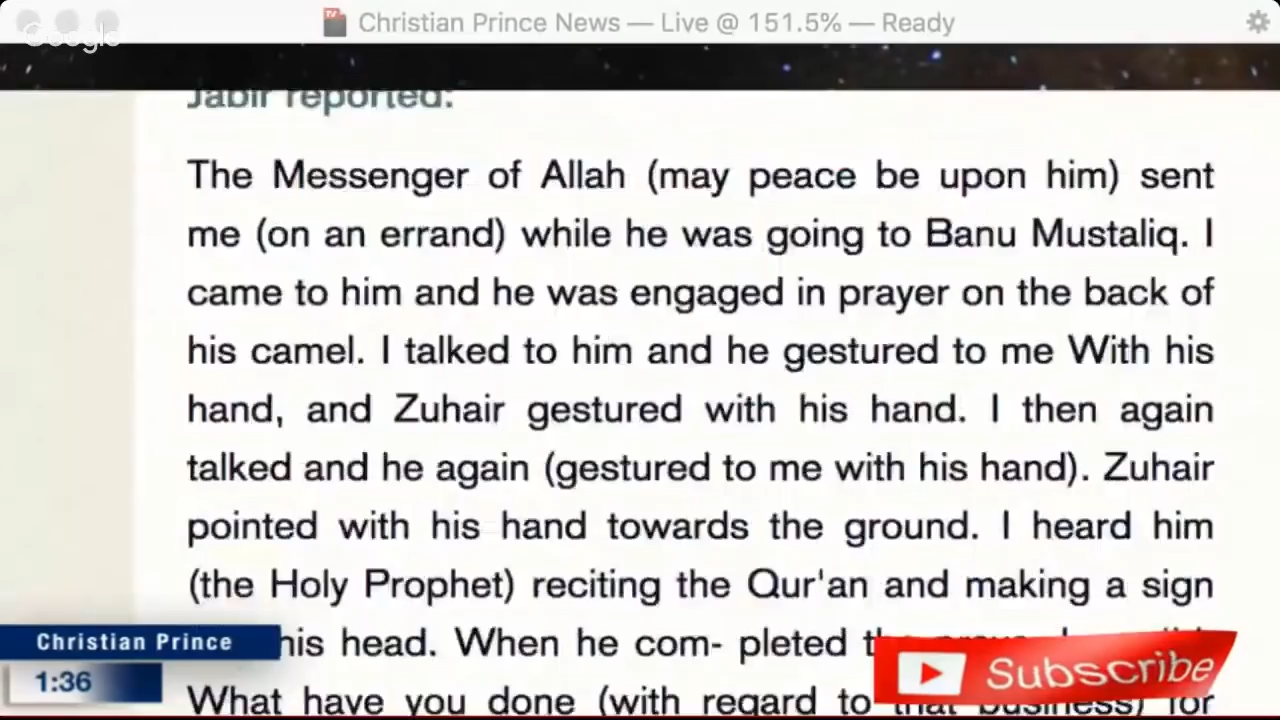 Christian Prince News — Live @ 151.5% — Ready
Google
Jabir reported:
The Messenger of Allah (may peace be upon him) sent
me (on an errand) while he was going to Banu Mustaliq. I
came to him and he was engaged in prayer on the back of
his camel. I talked to him and he gestured to me With his
hand, and Zuhair gestured with his hand. I then again
talked and he again (gestured to me with his hand). Zuhair
pointed with his hand towards the ground. I heard him
(the Holy Prophet) reciting the Qur'an and making a sign
his head. When he com- pleted
What have you done (with regard to that business) for
Christian Prince
1:36
Subscribe